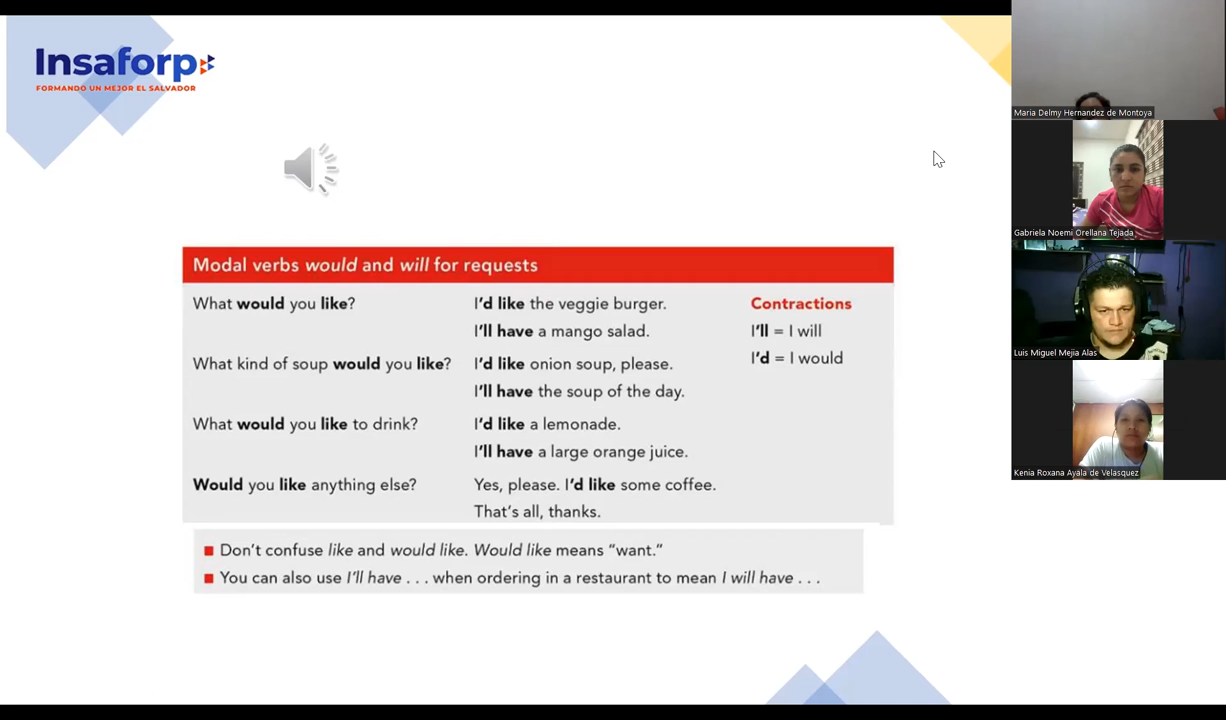 Insaforp
FORMANDO UN MEJOR EL SALVADOR
Modal verbs would and will for requests
What would you like?
I'd like the veggie burger.
I'll have a mango salad.
What kind of soup would you like?
I'd like onion soup, please.
I'll have the soup of the day.
What would you like to drink?
I'd like a lemonade.
I'll have a large orange juice.
Would you like anything else?
Yes, please. I'd like some coffee.
That's all, thanks.
Contractions
I'll = I will
I'd = I would
Don't confuse like and would like. Would like means “want.”
You can also use I'll have . . . when ordering in a restaurant to mean I will have . . .
Maria Delmy Hernandez de Montoya
Gabriela Noemi Orellana Tejada
Luis Miguel Mejia Alas
Kenia Roxana Ayala de Velasquez